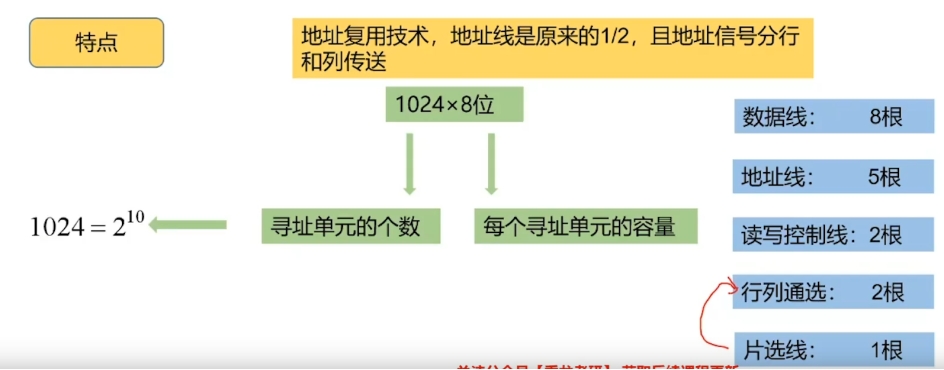 特点
地址复用技术，地址线是原来的1/2，且地址信号分行
和列传送
1024×8位
数据线： 8根
地址线： 5根
1024 = 2^10
寻址单元的个数
每个寻址单元的容量
读写控制线：2根
行列通选： 2根
片选线： 1根